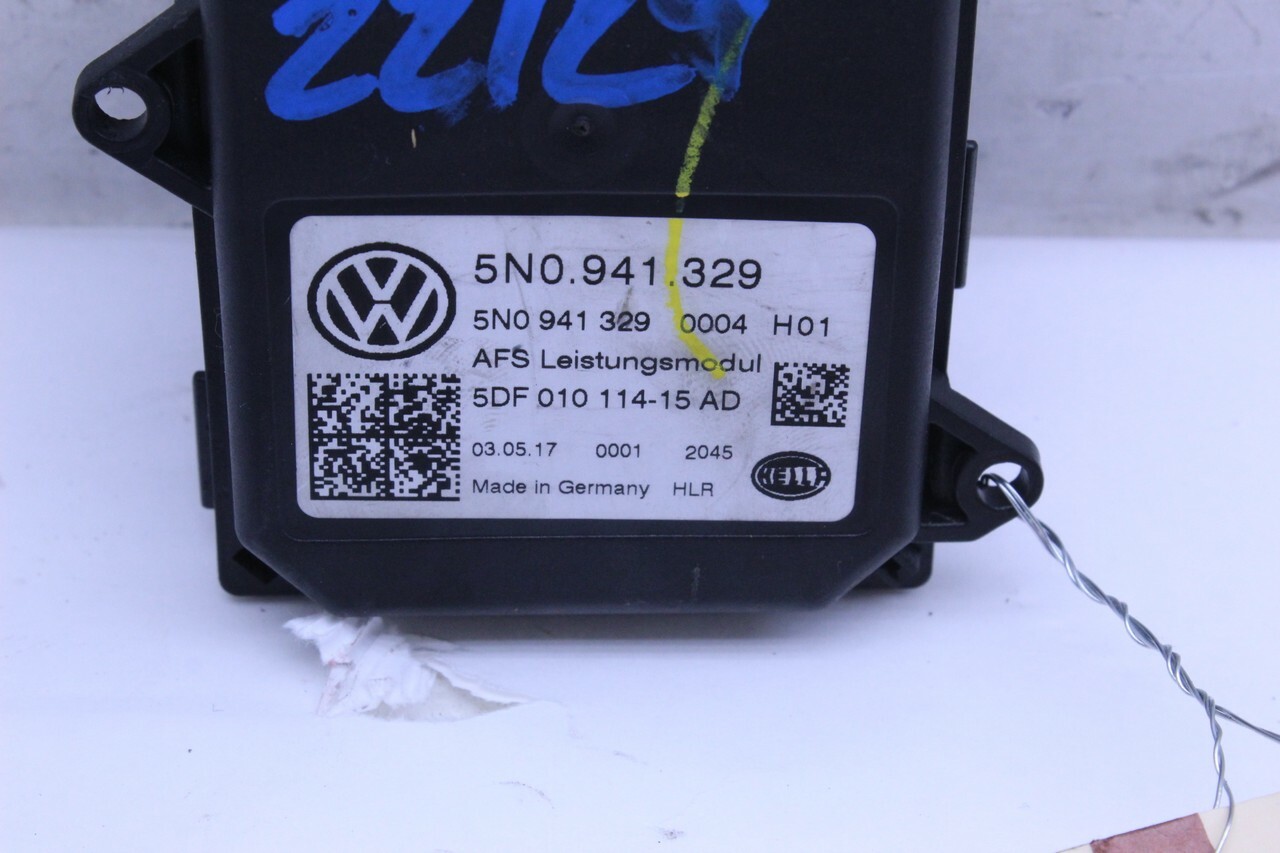 5N0.941.329
5N0 941 329 0004 H01
AFS Leistungsmodul
5DF 010 114-15 AD
03.05.17 0001 2045
Made in Germany HLR
HELLA